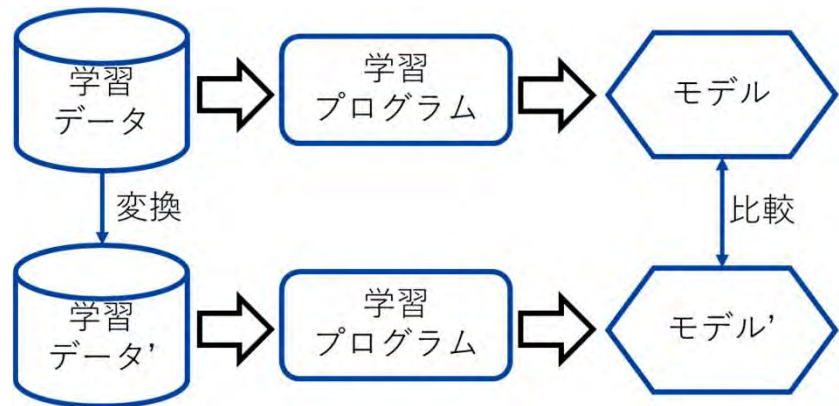 学習
データ
学習
プログラム
モデル
変換
比較
学習
データ’
学習
プログラム
モデル’